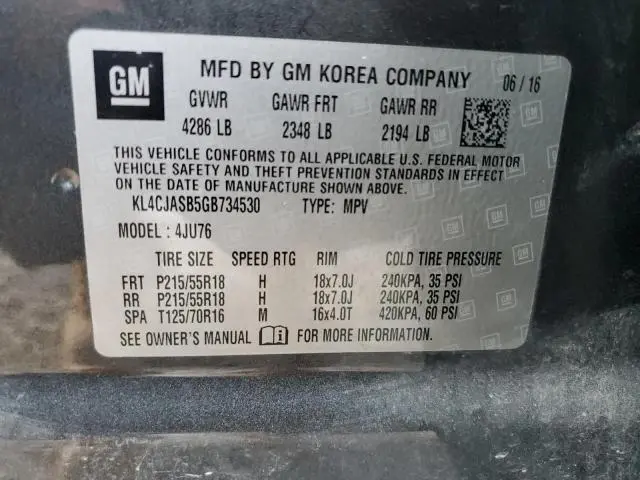 GM MFD BY GM KOREA COMPANY 06 / 16
GVWR GAWR FRT GAWR RR
4286 LB 2348 LB 2194 LB
THIS VEHICLE CONFORMS TO ALL APPLICABLE U.S. FEDERAL MOTOR
VEHICLE SAFETY AND THEFT PREVENTION STANDARDS IN EFFECT
ON THE DATE OF MANUFACTURE SHOWN ABOVE.
KL4CJASB5GB734530 TYPE: MPV
MODEL : 4JU76
TIRE SIZE SPEED RTG RIM COLD TIRE PRESSURE
FRT P215/55R18 H 18x7.0J 240KPA, 35 PSI
RR P215/55R18 H 18x7.0J 240KPA, 35 PSI
SPA T125/70R16 M 16x4.0T 420KPA, 60 PSI
SEE OWNER'S MANUAL FOR MORE INFORMATION.